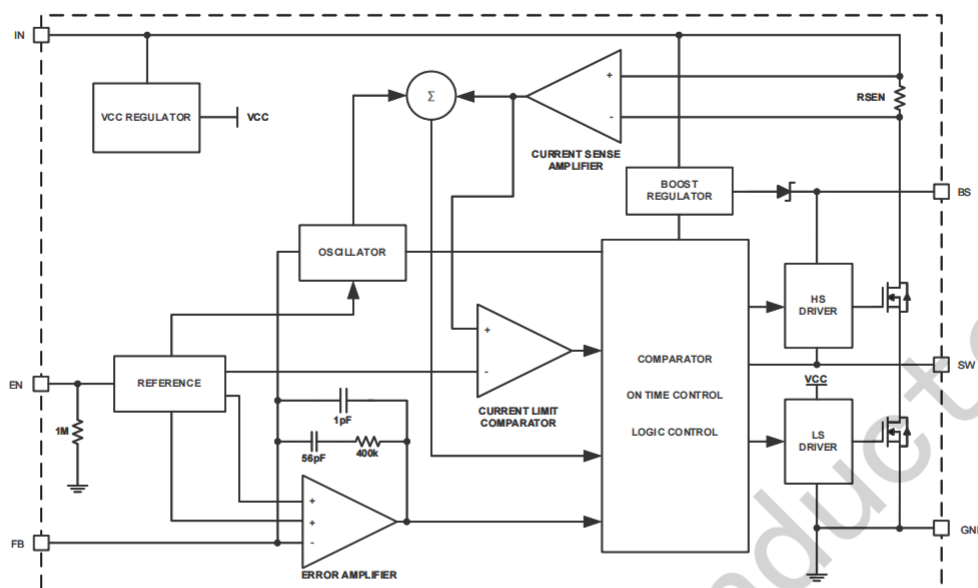 IN
VCC REGULATOR
VCC
Σ
+
-
RSEN
CURRENT SENSE
AMPLIFIER
BOOST
REGULATOR
BS
OSCILLATOR
HS
DRIVER
+
-
COMPARATOR
ON TIME CONTROL
LOGIC CONTROL
SW
EN
REFERENCE
VCC
1M
1pF
CURRENT LIMIT
COMPARATOR
56pF
400k
LS
DRIVER
+
+
-
FB
ERROR AMPLIFIER
duct